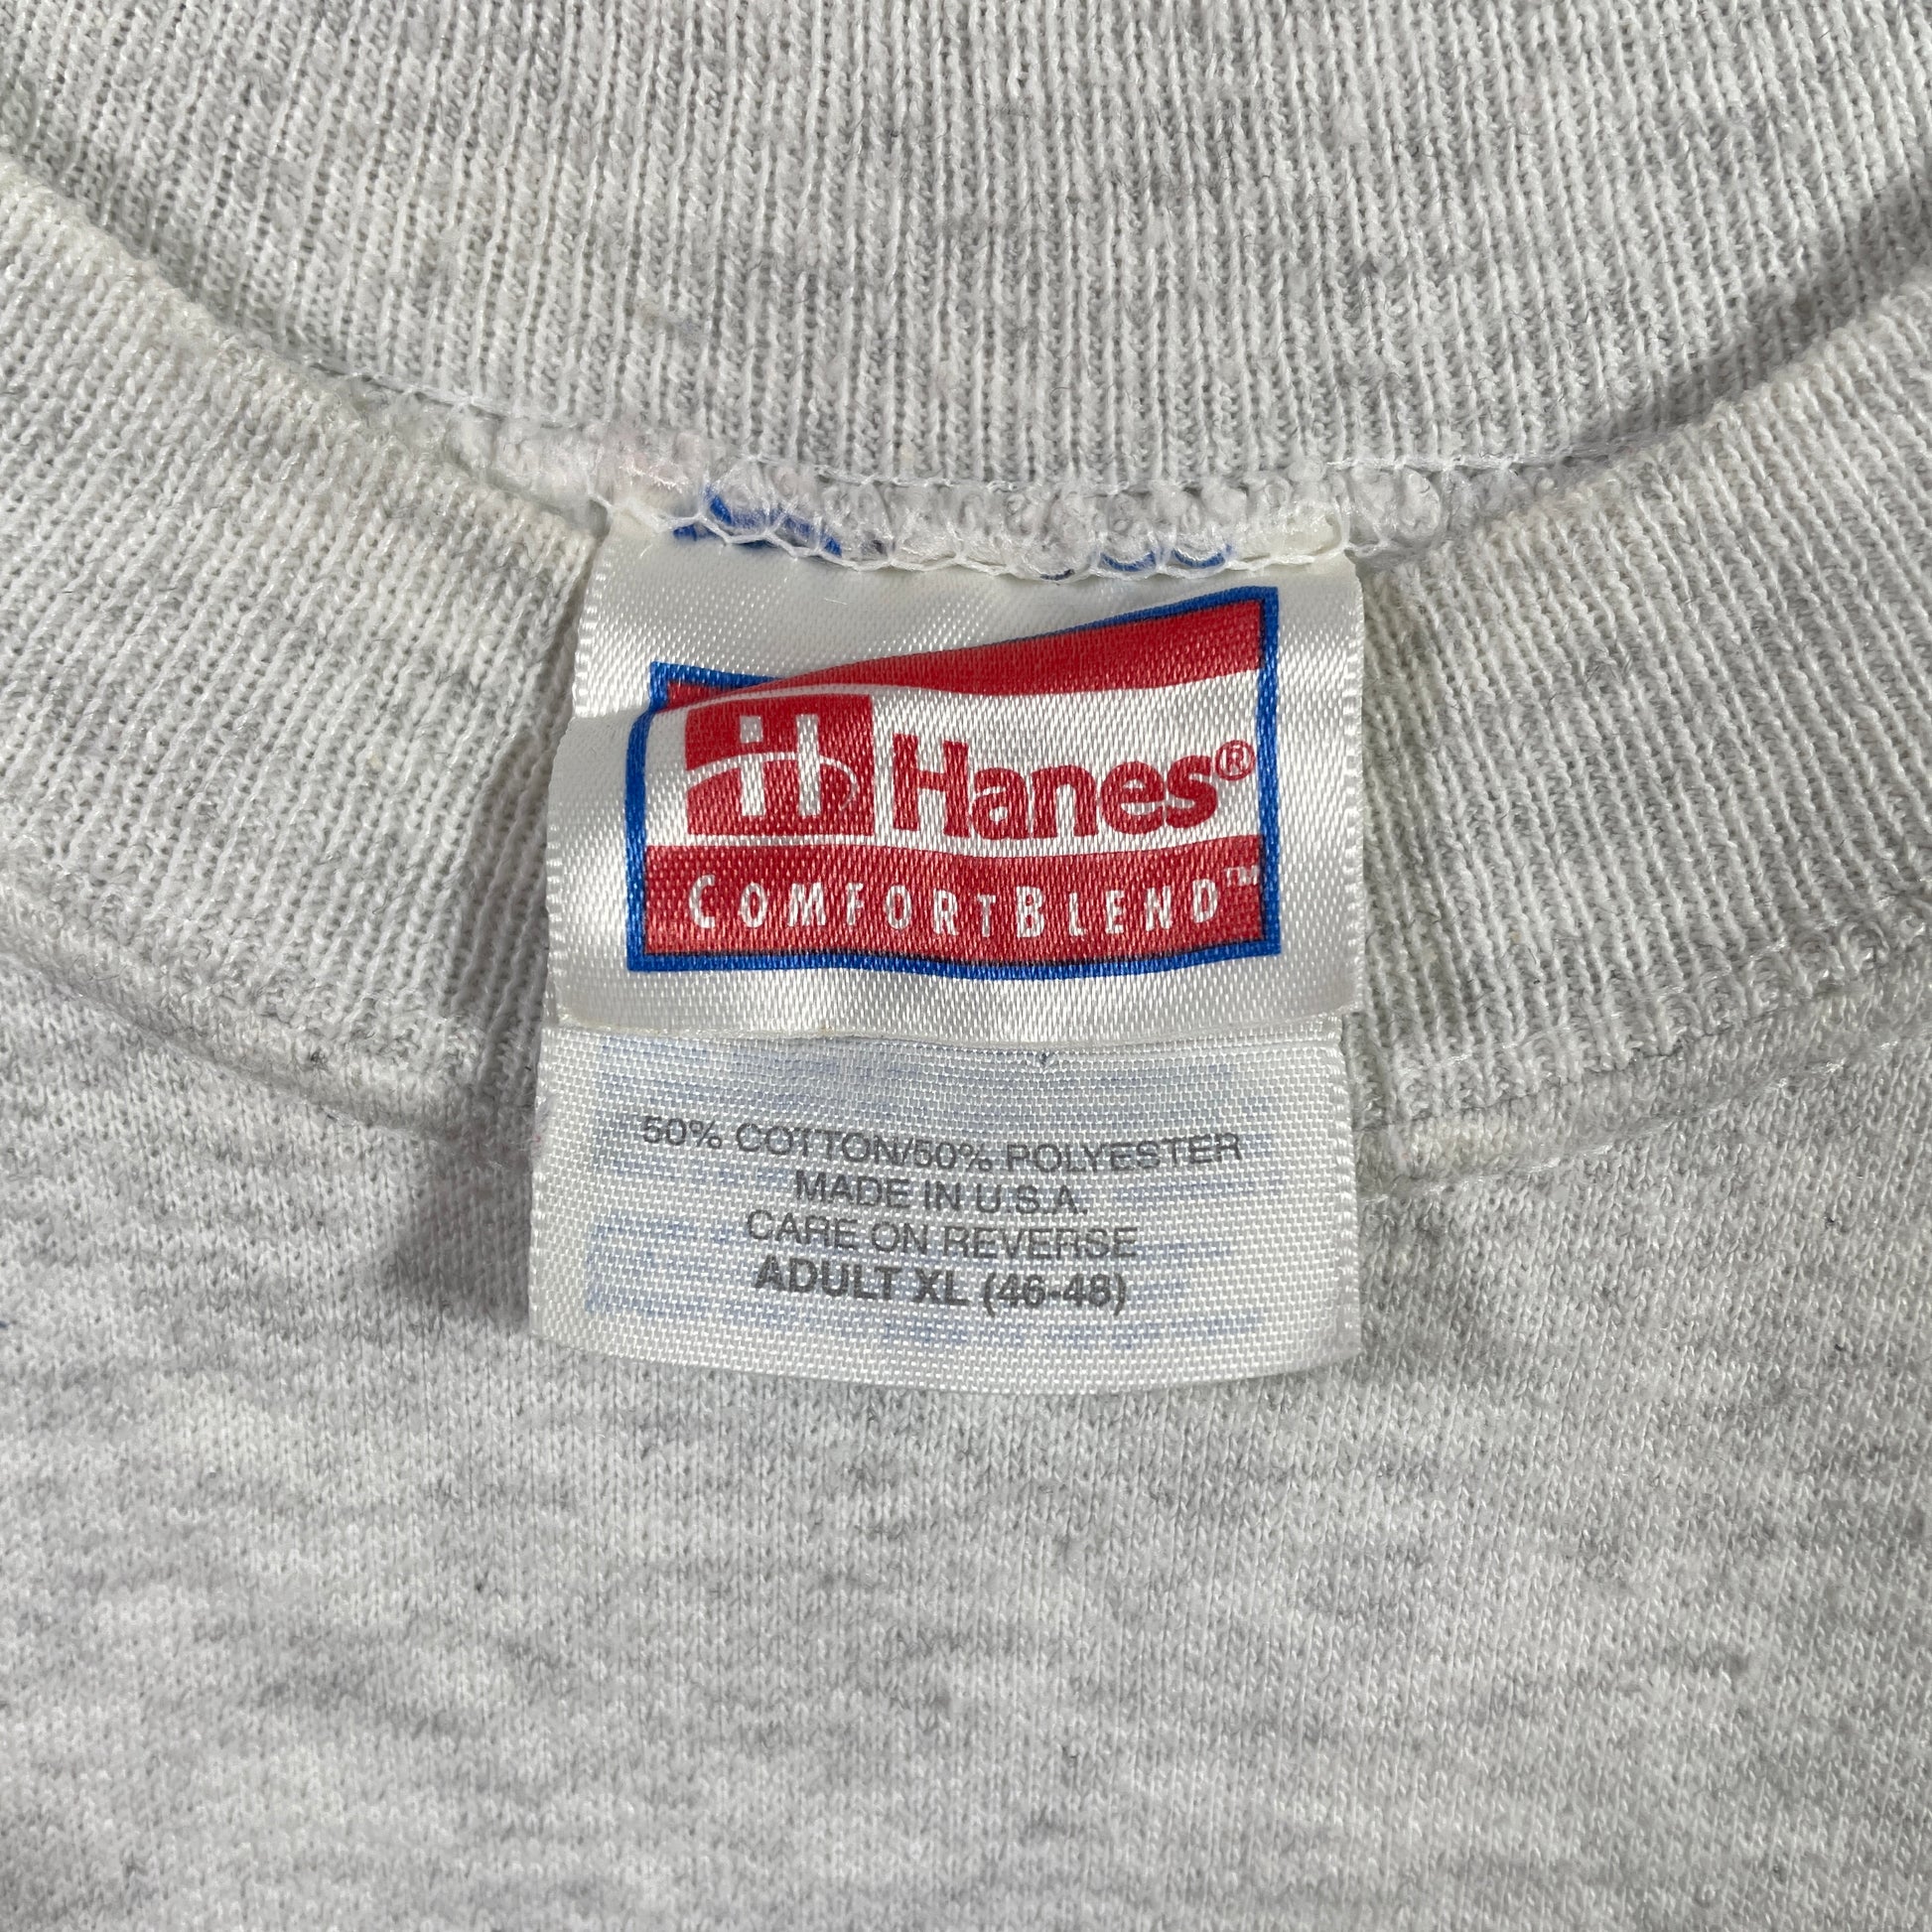 Hanes®
COMFORTBLEND™
50% COTTON/50% POLYESTER
MADE IN U.S.A.
CARE ON REVERSE
ADULT XL (46-48)